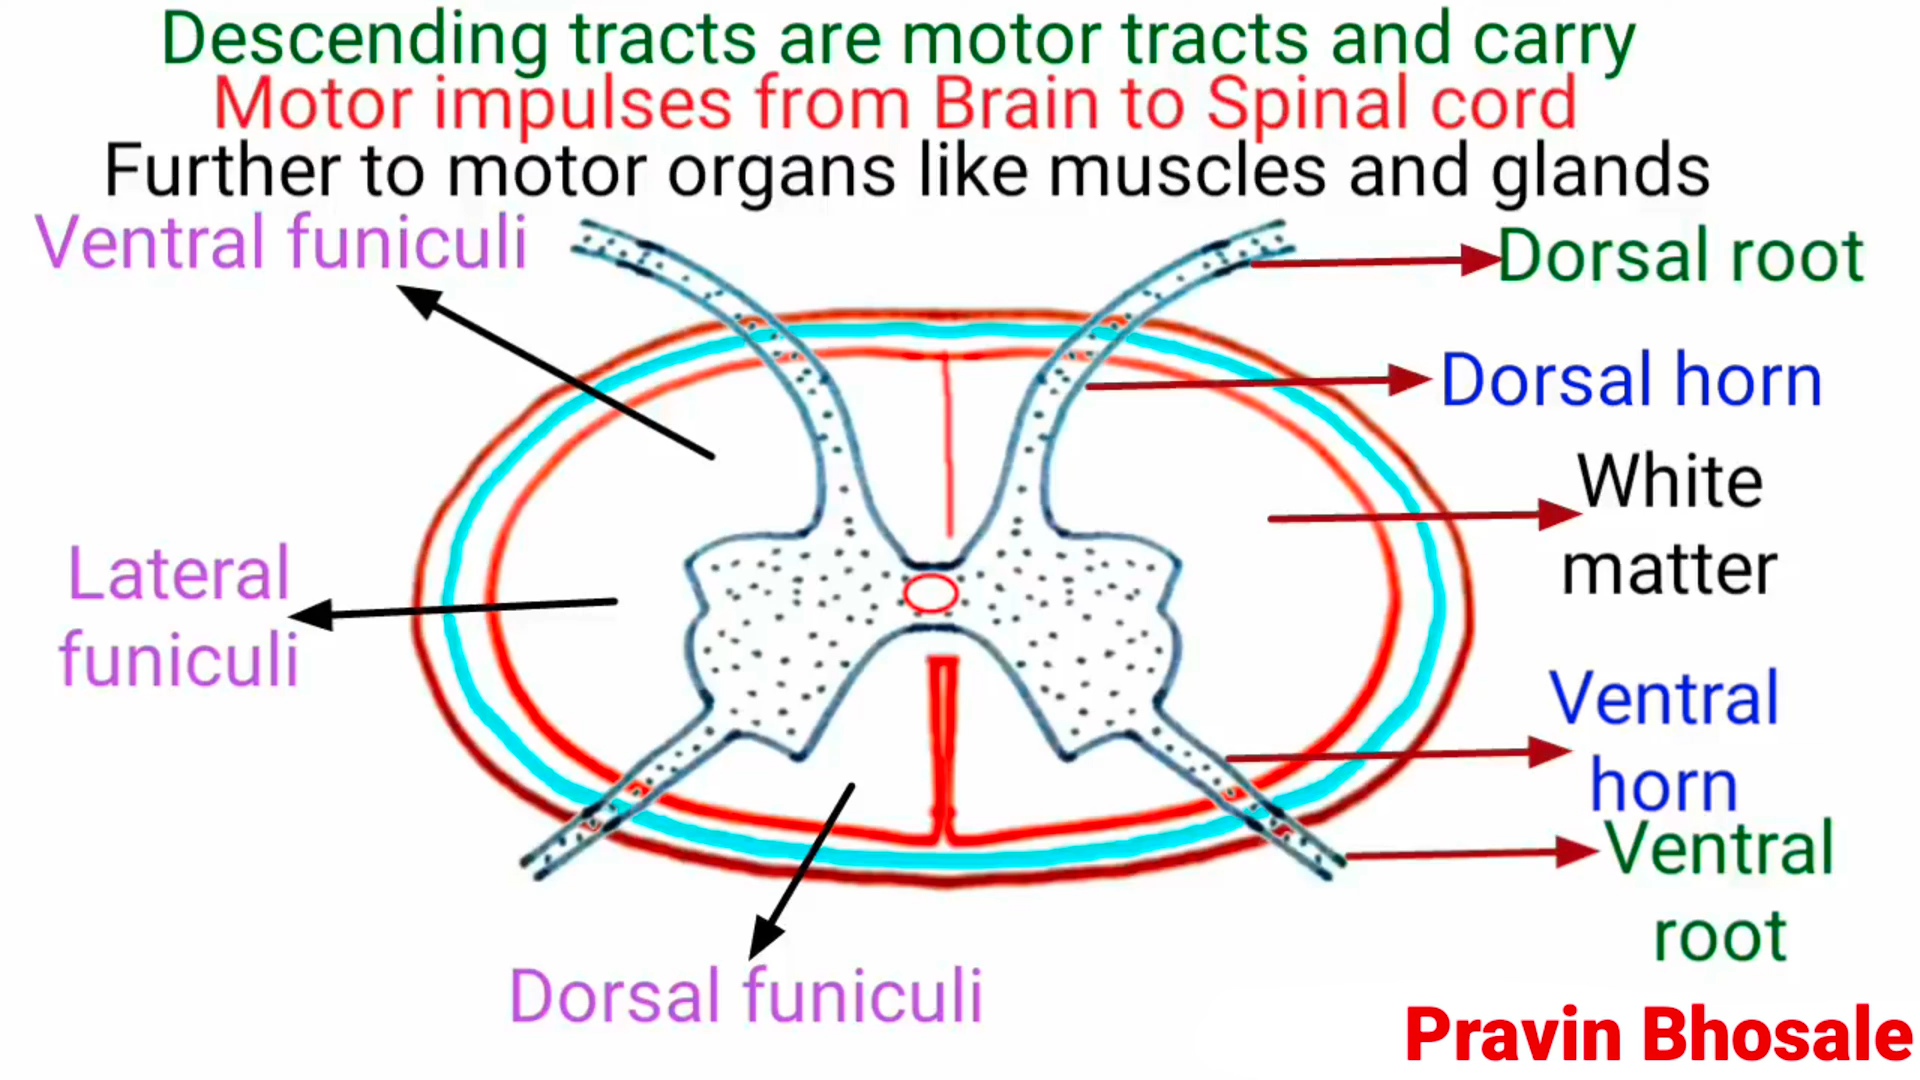 Descending tracts are motor tracts and carry
Motor impulses from Brain to Spinal cord
Further to motor organs like muscles and glands
Ventral funiculi
Dorsal root
Dorsal horn
White
matter
Lateral
funiculi
Ventral
horn
Ventral
root
Dorsal funiculi
Pravin Bhosale